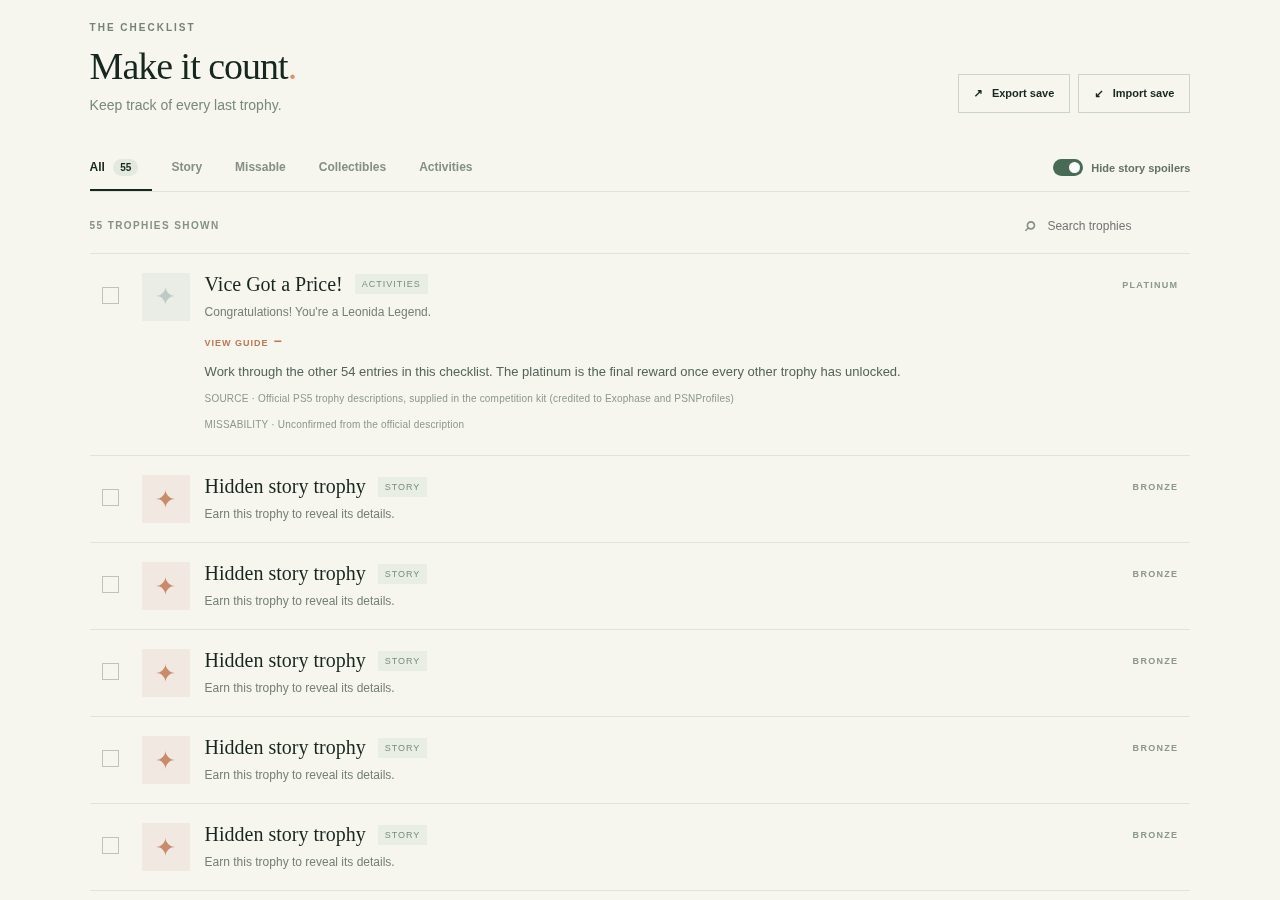 THE CHECKLIST
Make it count.
Keep track of every last trophy.
↗ Export save
↙ Import save
All 55
Story
Missable
Collectibles
Activities
Hide story spoilers
55 TROPHIES SHOWN
Search trophies
Vice Got a Price! ACTIVITIES
PLATINUM
Congratulations! You're a Leonida Legend.
VIEW GUIDE –
Work through the other 54 entries in this checklist. The platinum is the final reward once every other trophy has unlocked.
SOURCE · Official PS5 trophy descriptions, supplied in the competition kit (credited to Exophase and PSNProfiles)
MISSABILITY · Unconfirmed from the official description
Hidden story trophy STORY
BRONZE
Earn this trophy to reveal its details.
Hidden story trophy STORY
BRONZE
Earn this trophy to reveal its details.
Hidden story trophy STORY
BRONZE
Earn this trophy to reveal its details.
Hidden story trophy STORY
BRONZE
Earn this trophy to reveal its details.
Hidden story trophy STORY
BRONZE
Earn this trophy to reveal its details.